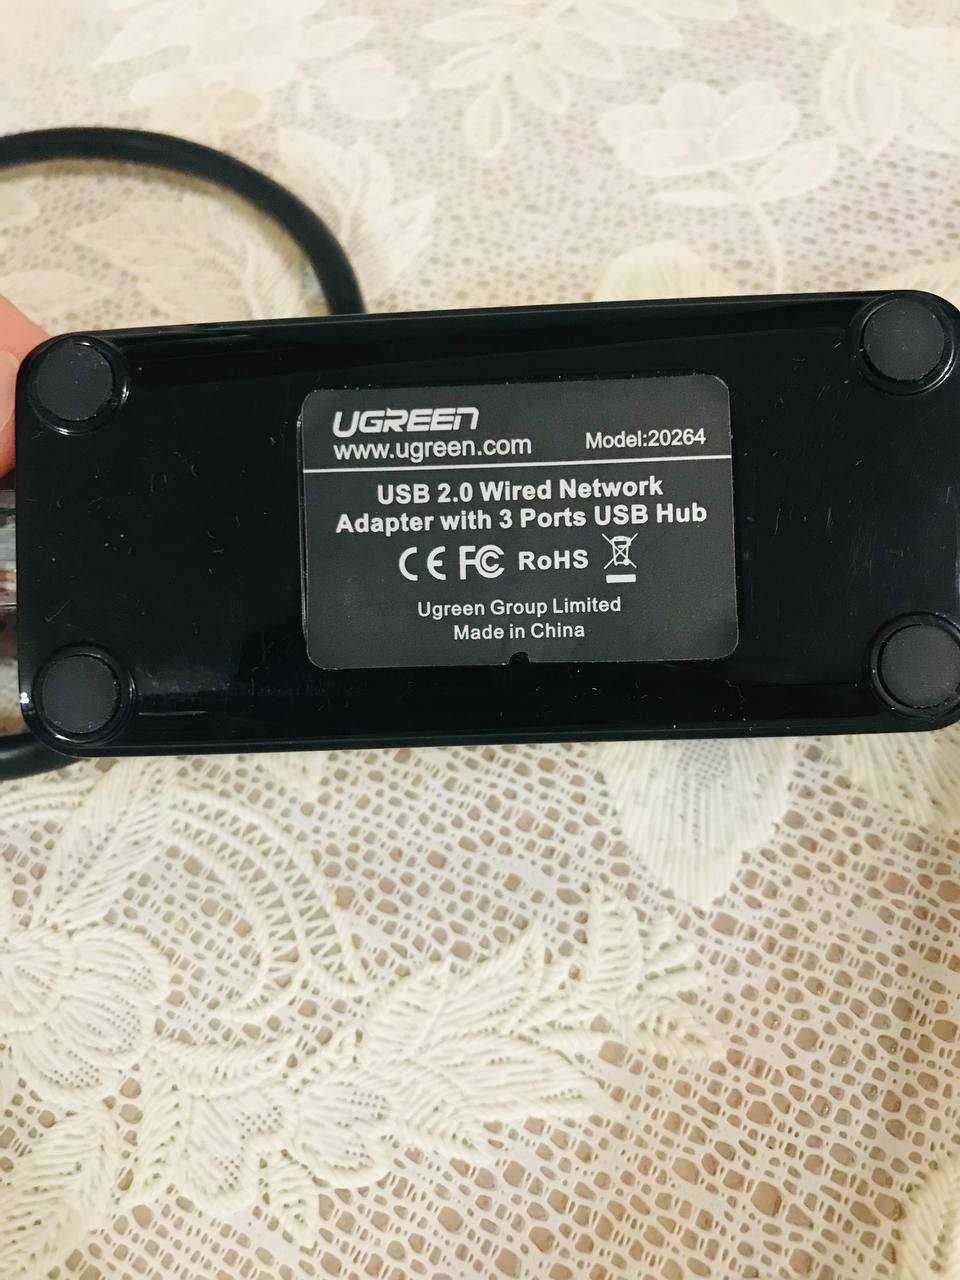 UGREEN
www.ugreen.com Model:20264
USB 2.0 Wired Network
Adapter with 3 Ports USB Hub
CE FC RoHS
Ugreen Group Limited
Made in China